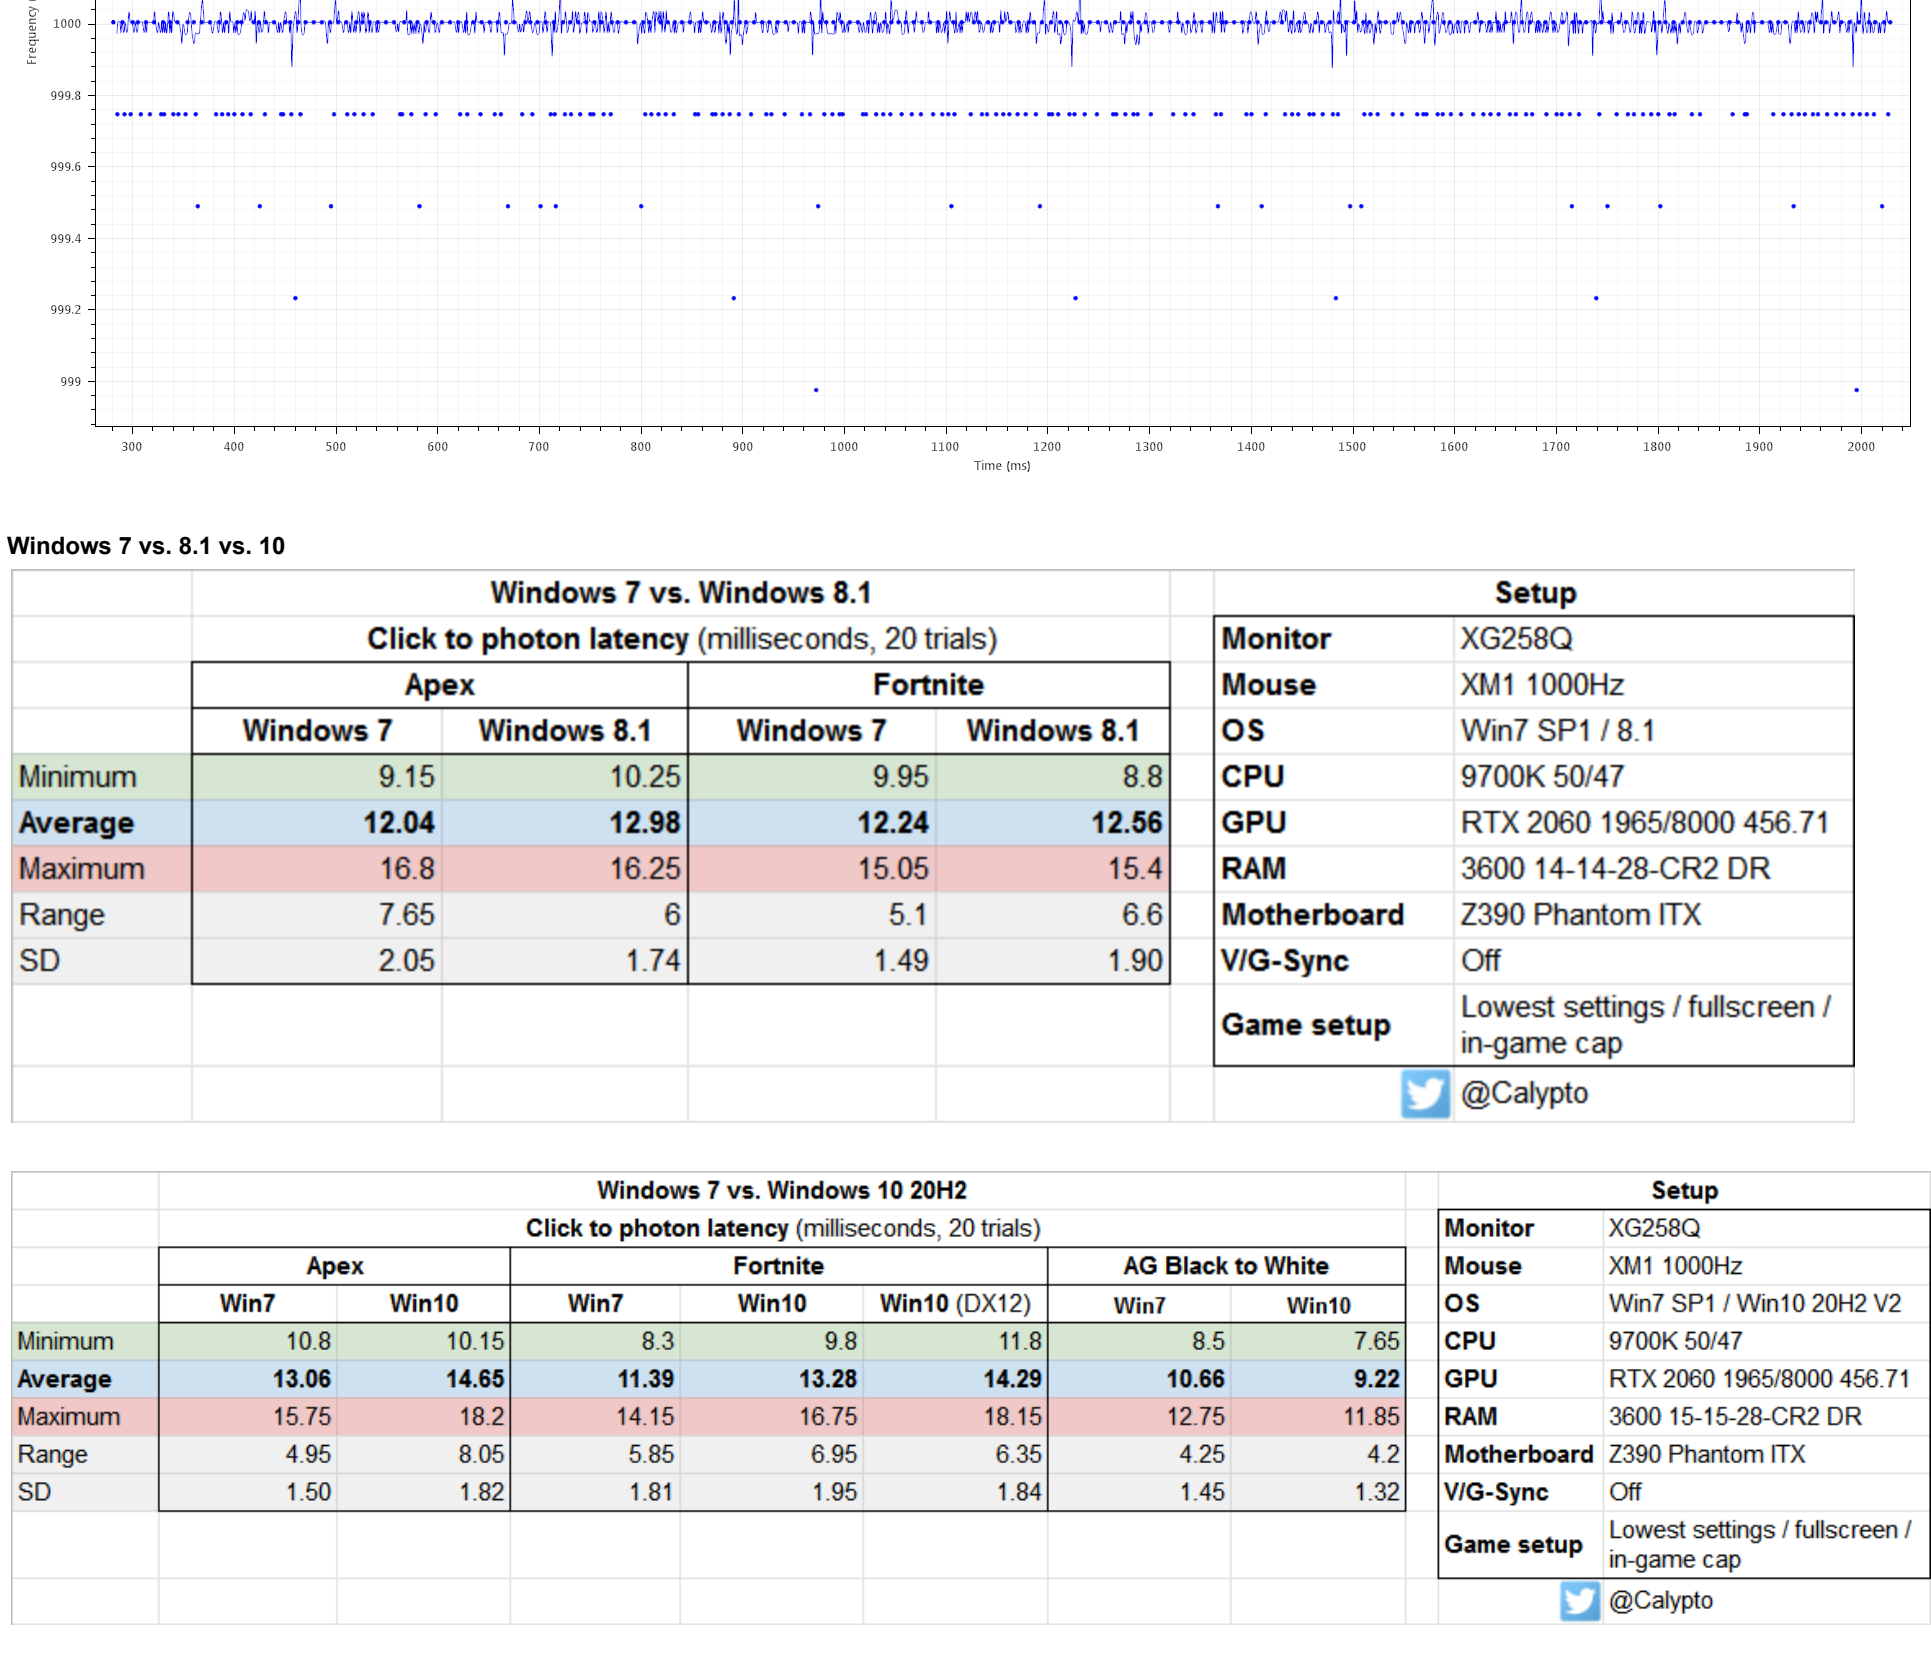 Frequency
1000
999.8
999.6
999.4
999.2
999
300 400 500 600 700 800 900 1000 1100 1200 1300 1400 1500 1600 1700 1800 1900 2000
Time (ms)
Windows 7 vs. 8.1 vs. 10
Windows 7 vs. Windows 8.1
Click to photon latency (milliseconds, 20 trials)
Apex Fortnite
Windows 7 Windows 8.1 Windows 7 Windows 8.1
Minimum 9.15 10.25 9.95 8.8
Average 12.04 12.98 12.24 12.56
Maximum 16.8 16.25 15.05 15.4
Range 7.65 6 5.1 6.6
SD 2.05 1.74 1.49 1.90
Setup
Monitor XG258Q
Mouse XM1 1000Hz
OS Win7 SP1 / 8.1
CPU 9700K 50/47
GPU RTX 2060 1965/8000 456.71
RAM 3600 14-14-28-CR2 DR
Motherboard Z390 Phantom ITX
V/G-Sync Off
Game setup Lowest settings / fullscreen /
in-game cap
@Calypto
Windows 7 vs. Windows 10 20H2
Click to photon latency (milliseconds, 20 trials)
Apex Fortnite AG Black to White
Win7 Win10 Win7 Win10 Win10 (DX12) Win7 Win10
Minimum 10.8 10.15 8.3 9.8 11.8 8.5 7.65
Average 13.06 14.65 11.39 13.28 14.29 10.66 9.22
Maximum 15.75 18.2 14.15 16.75 18.15 12.75 11.85
Range 4.95 8.05 5.85 6.95 6.35 4.25 4.2
SD 1.50 1.82 1.81 1.95 1.84 1.45 1.32
Setup
Monitor XG258Q
Mouse XM1 1000Hz
OS Win7 SP1 / Win10 20H2 V2
CPU 9700K 50/47
GPU RTX 2060 1965/8000 456.71
RAM 3600 15-15-28-CR2 DR
Motherboard Z390 Phantom ITX
V/G-Sync Off
Game setup Lowest settings / fullscreen /
in-game cap
@Calypto